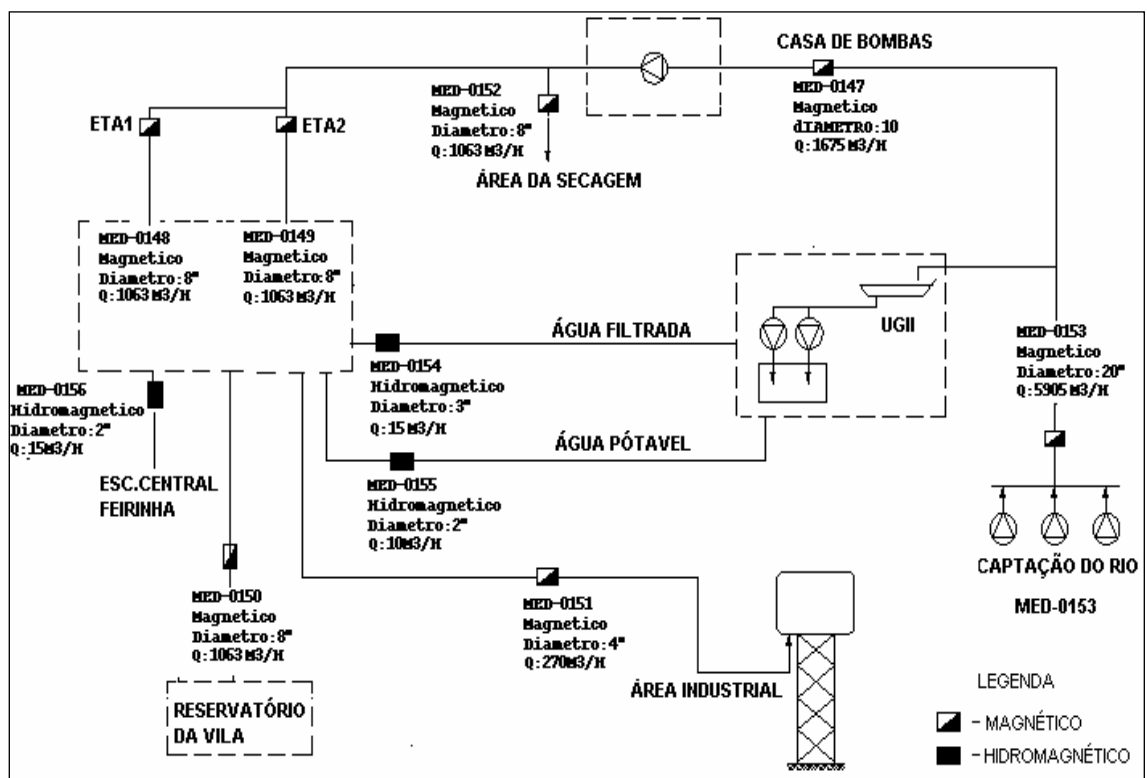 CASA DE BOMBAS
MED-0152
Magnetico
Diametro:8"
Q:1063 M3/H
MED-0147
Magnetico
dIAMETRO:10
Q:1675 M3/H
ETA1
ETA2
ÁREA DA SECAGEM
MED-0148
Magnetico
Diametro:8"
Q:1063 M3/H
MED-0149
Magnetico
Diametro:8"
Q:1063 M3/H
ÁGUA FILTRADA
UGII
MED-0153
Magnetico
Diametro:20"
Q:5905 M3/H
MED-0154
Hidromagnetico
Diametro:3"
Q:15 M3/H
MED-0156
Hidromagnetico
Diametro:2"
Q:15M3/H
ÁGUA PÓTAVEL
ESC.CENTRAL
FEIRINHA
MED-0155
Hidromagnetico
Diametro:2"
Q:10M3/H
CAPTAÇÃO DO RIO
MED-0153
MED-0150
Magnetico
Diametro:8"
Q:1063 M3/H
MED-0151
Magnetico
Diametro:4"
Q:270M3/H
ÁREA INDUSTRIAL
RESERVATÓRIO
DA VILA
LEGENDA
- MAGNÉTICO
- HIDROMAGNÉTICO